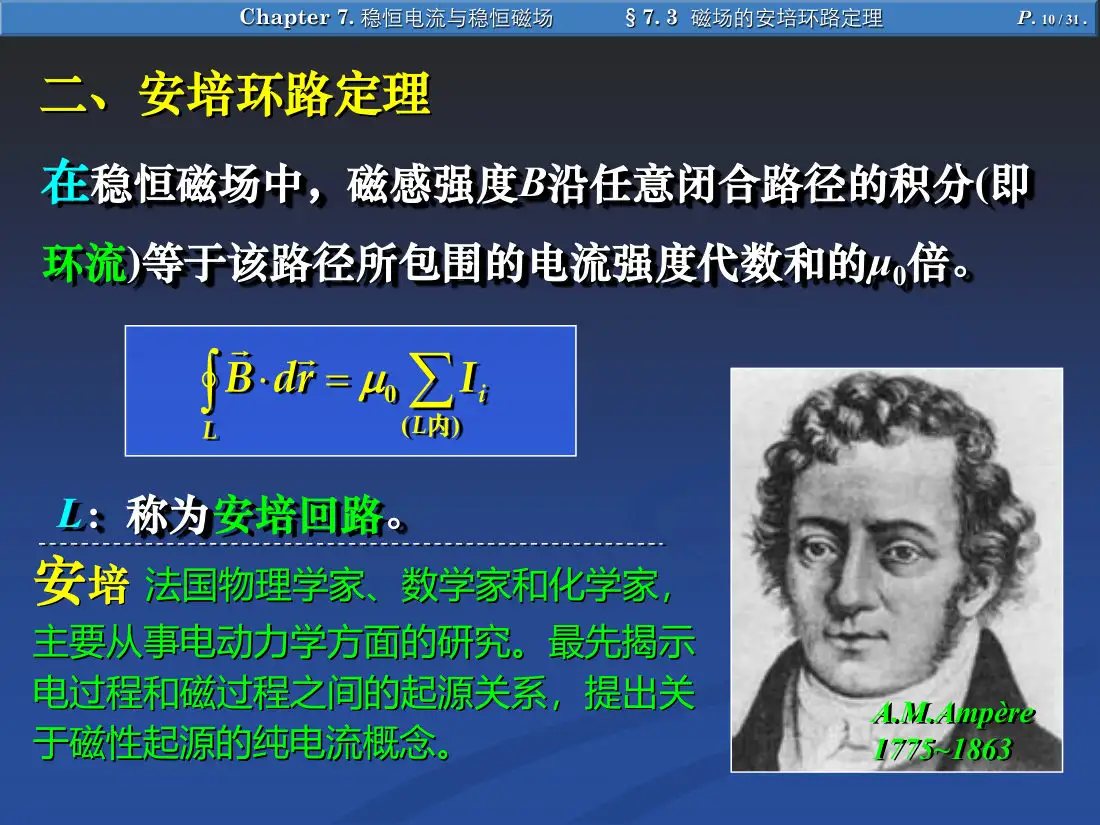 Chapter 7. 稳恒电流与稳恒磁场 § 7. 3 磁场的安培环路定理 P. 10 / 31 .
二、安培环路定理
在稳恒磁场中，磁感强度B沿任意闭合路径的积分(即
环流)等于该路径所包围的电流强度代数和的μ₀倍。
∮_L B⃗ · dr⃗ = μ₀ ∑_(L内) I_i
L：称为安培回路。
安培 法国物理学家、数学家和化学家，
主要从事电动力学方面的研究。最先揭示
电过程和磁过程之间的起源关系，提出关
于磁性起源的纯电流概念。
A.M.Ampère
1775~1863